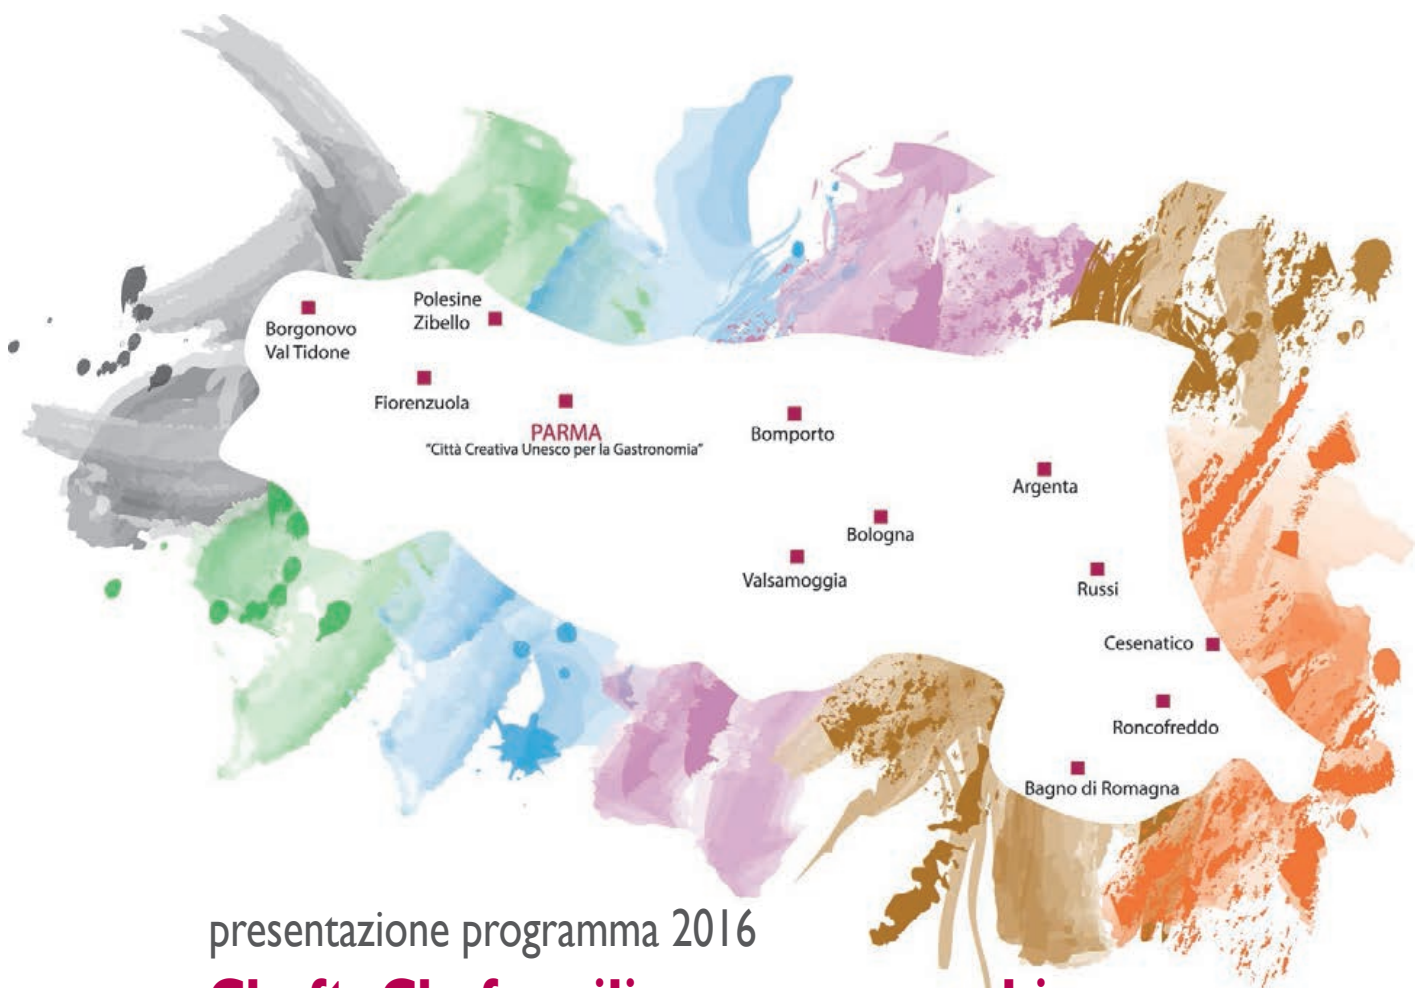 Polesine
Zibello
Borgonovo
Val Tidone
Fiorenzuola
PARMA
"Città Creativa Unesco per la Gastronomia"
Bomporto
Argenta
Bologna
Valsamoggia
Russi
Cesenatico
Roncofreddo
Bagno di Romagna
presentazione programma 2016